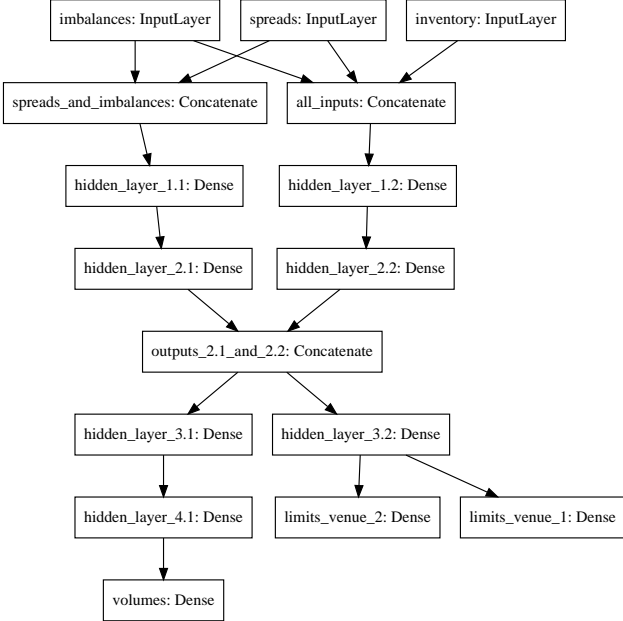 imbalances: InputLayer
spreads: InputLayer
inventory: InputLayer
spreads_and_imbalances: Concatenate
all_inputs: Concatenate
hidden_layer_1.1: Dense
hidden_layer_1.2: Dense
hidden_layer_2.1: Dense
hidden_layer_2.2: Dense
outputs_2.1_and_2.2: Concatenate
hidden_layer_3.1: Dense
hidden_layer_3.2: Dense
hidden_layer_4.1: Dense
limits_venue_2: Dense
limits_venue_1: Dense
volumes: Dense